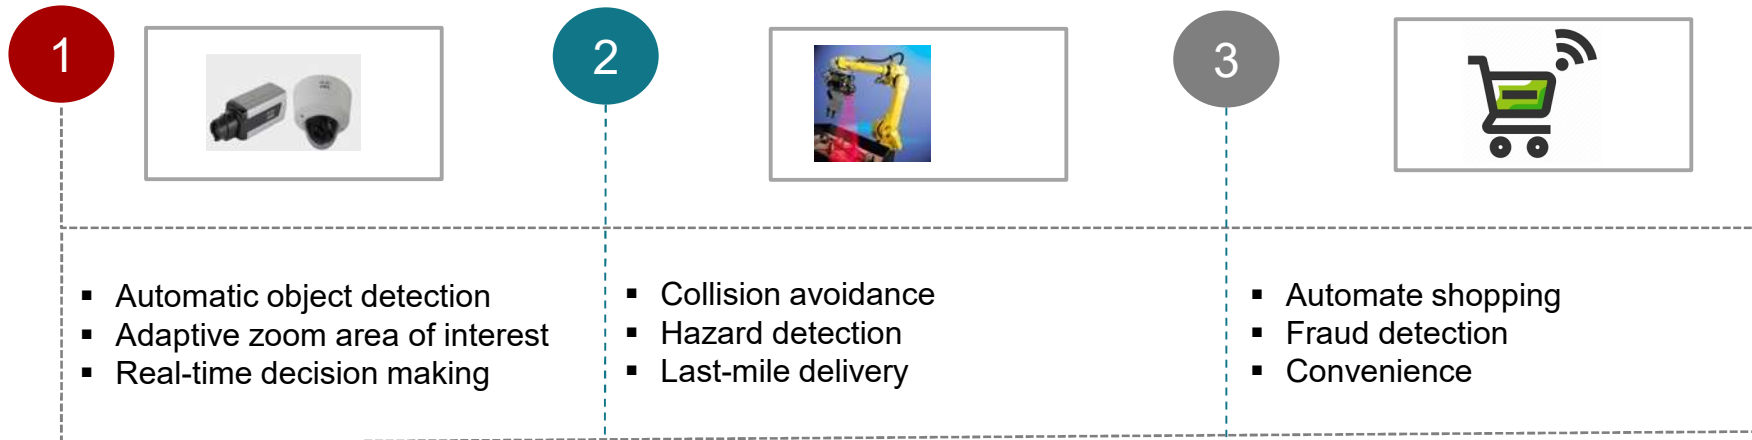 1
2
3
▪ Automatic object detection
▪ Adaptive zoom area of interest
▪ Real-time decision making
▪ Collision avoidance
▪ Hazard detection
▪ Last-mile delivery
▪ Automate shopping
▪ Fraud detection
▪ Convenience